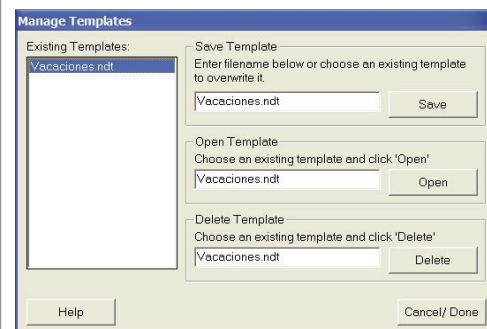 Manage Templates
Existing Templates:
Vacaciones.ndt
Save Template
Enter filename below or choose an existing template
to overwrite it.
Vacaciones.ndt
Save
Open Template
Choose an existing template and click 'Open'
Vacaciones.ndt
Open
Delete Template
Choose an existing template and click 'Delete'
Vacaciones.ndt
Delete
Help
Cancel/ Done